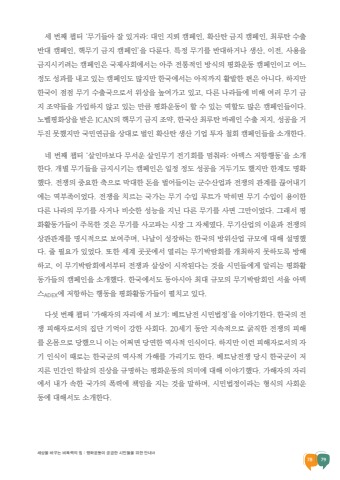 세 번째 챕터 '무기들아 잘 있거라: 대인 지뢰 캠페인, 확산탄 금지 캠페인, 최루탄 수출
반대 캠페인, 핵무기 금지 캠페인'을 다룬다. 특정 무기를 반대하거나 생산, 이전, 사용을
금지시키려는 캠페인은 국제사회에서는 아주 전통적인 방식의 평화운동 캠페인이고 어느
정도 성과를 내고 있는 캠페인도 많지만 한국에서는 아직까지 활발한 편은 아니다. 하지만
한국이 점점 무기 수출국으로서 위상을 높여가고 있고, 다른 나라들에 비해 여러 무기 금
지 조약들을 가입하지 않고 있는 만큼 평화운동이 할 수 있는 역할도 많은 캠페인들이다.
노벨평화상을 받은 ICAN의 핵무기 금지 조약, 한국산 최루탄 바레인 수출 저지, 성공을 거
두진 못했지만 국민연금을 상대로 벌인 확산탄 생산 기업 투자 철회 캠페인들을 소개한다.
네 번째 챕터 '살인마보다 무서운 살인무기 전기회를 멈춰라: 아덱스 저항행동'을 소개
한다. 개별 무기들을 금지시키는 캠페인은 일정 정도 성공을 거두기도 했지만 한계도 명확
했다. 전쟁의 중요한 축으로 막대한 돈을 벌어들이는 군수산업과 전쟁의 관계를 끊어내기
에는 역부족이었다. 전쟁을 치르는 국가는 무기 수입 루트가 막히면 무기 수입이 용이한
다른 나라의 무기를 사거나 비슷한 성능을 지닌 다른 무기를 사면 그만이었다. 그래서 평
화활동가들이 주목한 것은 무기를 사고파는 시장 그 자체였다. 무기산업의 이윤과 전쟁의
상관관계를 명시적으로 보여주며, 나날이 성장하는 한국의 방위산업 규모에 대해 설명했
다. 줄 필요가 있었다. 또한 세계 곳곳에서 열리는 무기박람회를 개최하지 못하도록 방해
하고, 이 무기박람회에서부터 전쟁과 살상이 시작된다는 것을 시민들에게 알리는 평화활
동가들의 캠페인을 소개했다. 한국에서도 동아시아 최대 규모의 무기박람회인 서울 아덱
스ADEX에 저항하는 행동을 평화활동가들이 펼치고 있다.
다섯 번째 챕터 '가해자의 자리에 서 보기: 베트남전 시민법정'을 이야기한다. 한국의 전
쟁 피해자로서의 집단 기억이 강한 사회다. 20세기 동안 지속적으로 굵직한 전쟁의 피해
를 온몸으로 당했으니 이는 어쩌면 당연한 역사적 인식이다. 하지만 이런 피해자로서의 자
기 인식이 때로는 한국군의 역사적 가해를 가리기도 한다. 베트남전쟁 당시 한국군이 저
지른 민간인 학살의 진상을 규명하는 평화운동의 의미에 대해 이야기했다. 가해자의 자리
에서 내가 속한 국가의 폭력에 책임을 지는 것을 말하며, 시민법정이라는 형식의 사회운
동에 대해서도 소개한다.
세상을 바꾸는 비폭력의 힘 · 평화운동이 궁금한 시민들을 위한 안내서
78 79